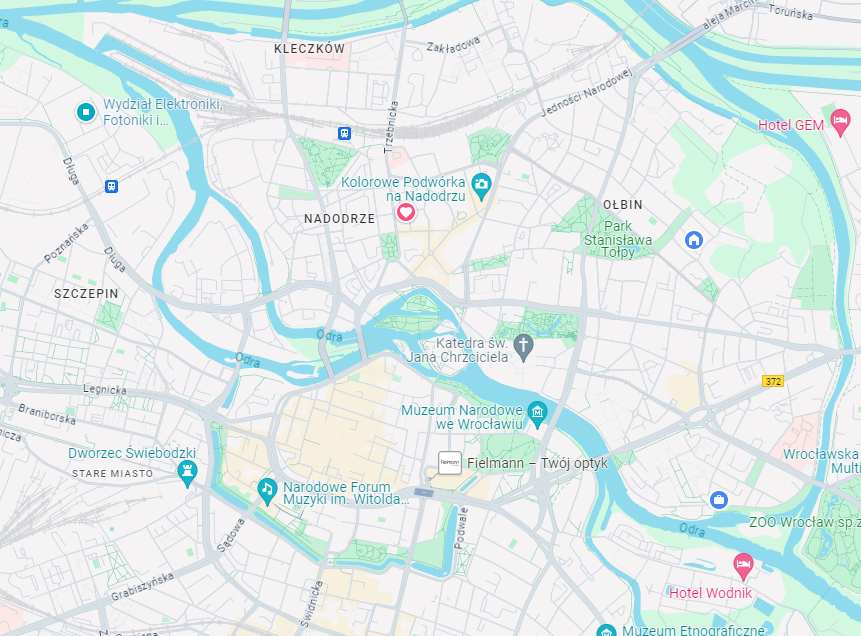 Odra
aleja Marcin
Toruńska
KLECZKÓW
Zakładowa
Jedności Narodowej
Trzebnicka
Wydział Elektroniki,
Fotoniki i...
Hotel GEM
Długa
Kolorowe Podwórka
na Nadodrzu
NADODRZE
OŁBIN
Park
Stanisława
Tołpy
Poznańska
Długa
SZCZEPIN
Odra
Odra
Katedra św.
Jana Chrzciciela
372
Legnicka
Braniborska
Muzeum Narodowe
we Wrocławiu
Dworzec Świebodzki
STARE MIASTO
Fielmann
Fielmann – Twój optyk
Wrocławska
Multi
Narodowe Forum
Muzyki im. Witolda...
Podwale
Sądowa
Odra
ZOO Wrocław sp.z
Grabiszyńska
Świdnicka
Hotel Wodnik
Muzeum Etnograficzne